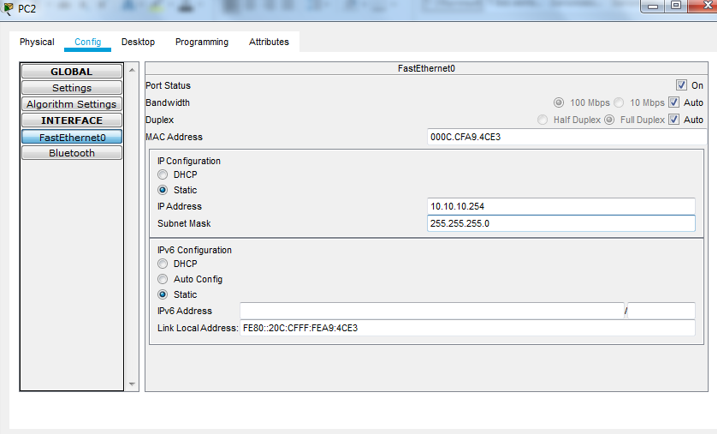 PC2
Physical Config Desktop Programming Attributes
GLOBAL
Settings
Algorithm Settings
INTERFACE
FastEthernet0
Bluetooth
FastEthernet0
Port Status On
Bandwidth 100 Mbps 10 Mbps Auto
Duplex Half Duplex Full Duplex Auto
MAC Address 000C.CFA9.4CE3
IP Configuration
DHCP
Static
IP Address 10.10.10.254
Subnet Mask 255.255.255.0
IPv6 Configuration
DHCP
Auto Config
Static
IPv6 Address /
Link Local Address: FE80::20C:CFFF:FEA9:4CE3